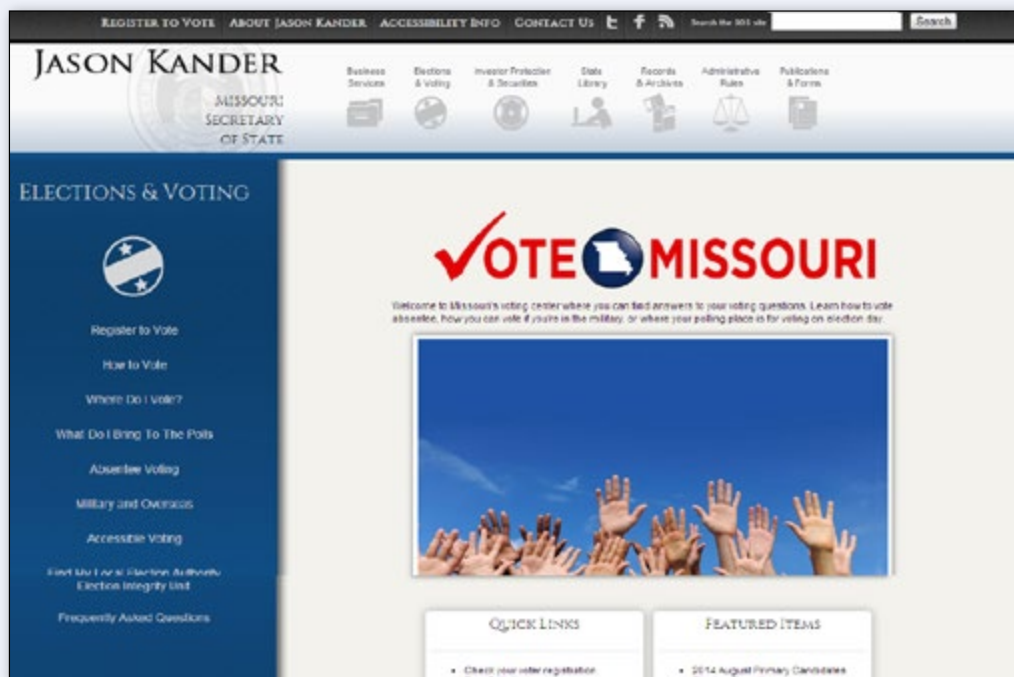 REGISTER TO VOTE ABOUT JASON KANDER ACCESSIBILITY INFO CONTACT US Search the SOS site Search
JASON KANDER
MISSOURI
SECRETARY
OF STATE
Business
Services
Elections
& Voting
Investor Protection
& Securities
State
Library
Records
& Archives
Administrative
Rules
Publications
& Forms
ELECTIONS & VOTING
Register to Vote
How to Vote
Where Do I Vote?
What Do I Bring To The Polls
Absentee Voting
Military and Overseas
Accessible Voting
Find My Local Election Authority
Election Integrity Unit
Frequently Asked Questions
VOTE MISSOURI
Welcome to Missouri's voting center where you can find answers to your voting questions. Learn how to vote
absentee, how you can vote if you're in the military, or where your polling place is for voting on election day.
QUICK LINKS
• Check your voter registration
FEATURED ITEMS
• 2014 August Primary Candidates